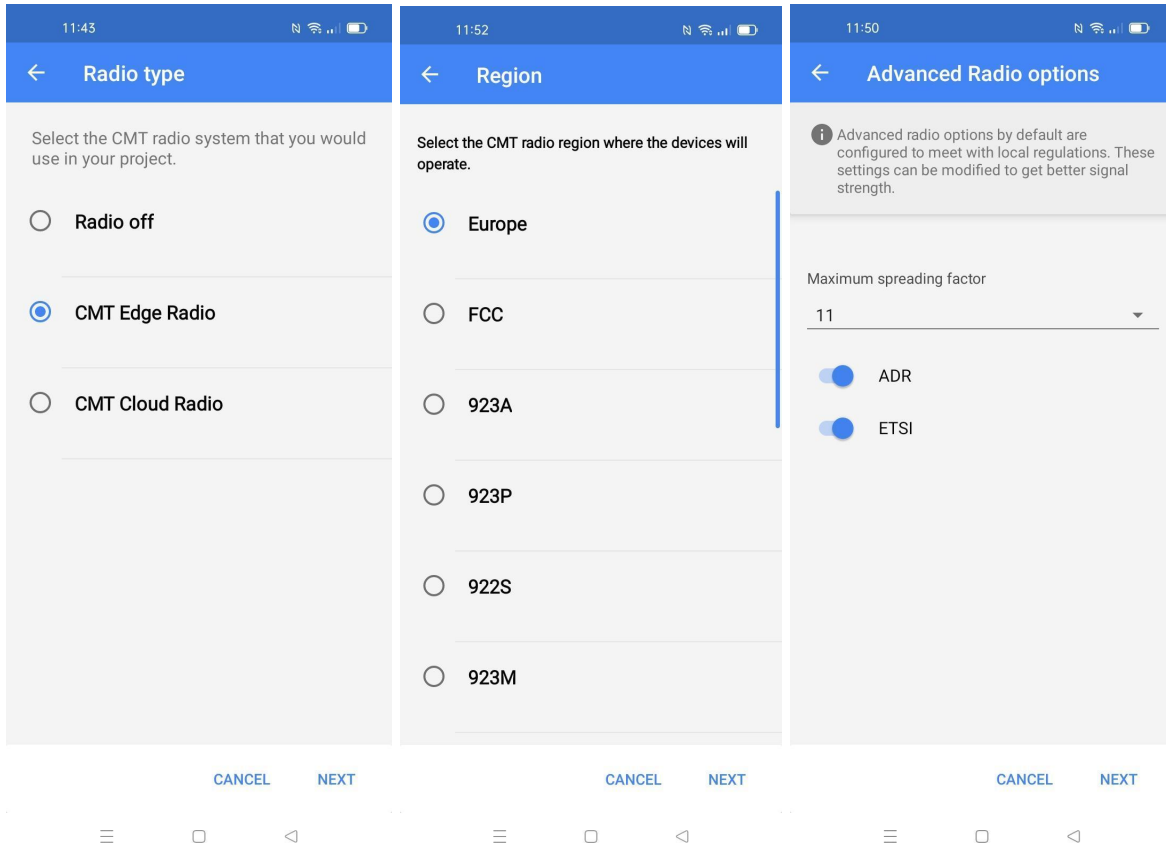 11:43
Radio type
Select the CMT radio system that you would
use in your project.
Radio off
CMT Edge Radio
CMT Cloud Radio
CANCEL NEXT
11:52
Region
Select the CMT radio region where the devices will
operate.
Europe
FCC
923A
923P
922S
923M
CANCEL NEXT
11:50
Advanced Radio options
Advanced radio options by default are
configured to meet with local regulations. These
settings can be modified to get better signal
strength.
Maximum spreading factor
11
ADR
ETSI
CANCEL NEXT